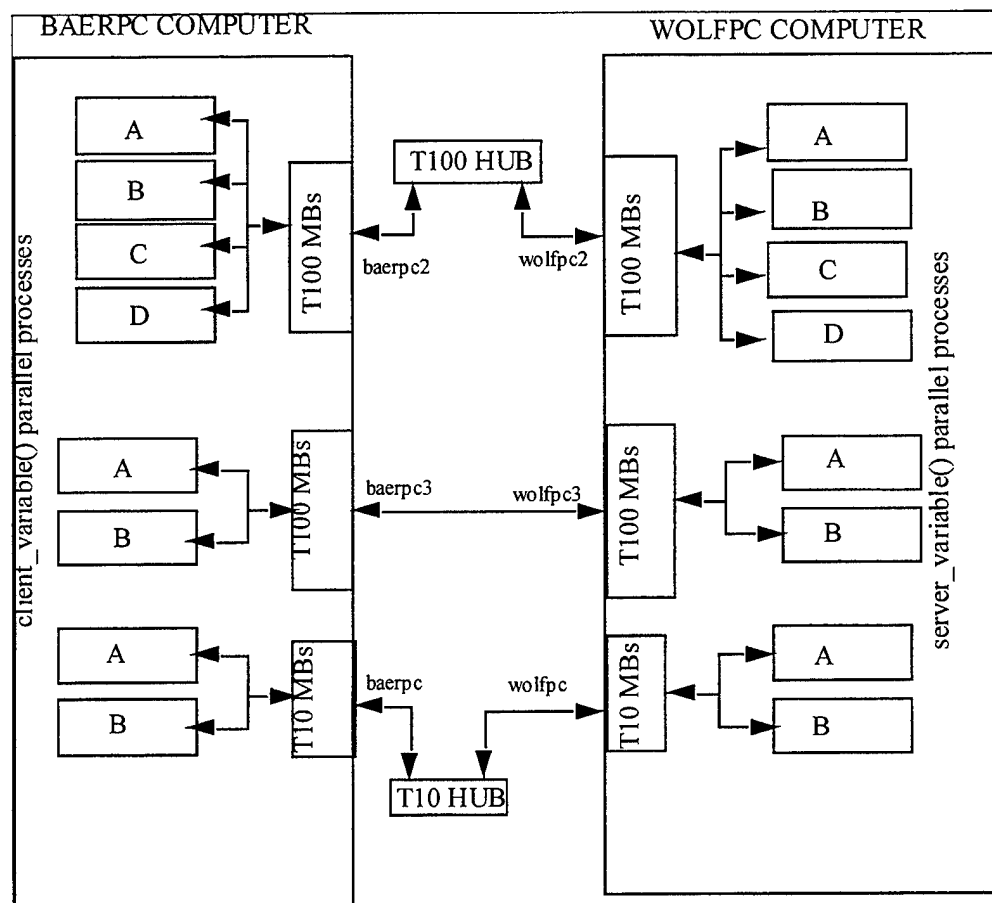 BAERPC COMPUTER
WOLFPC COMPUTER
client_variable() parallel processes
A
B
C
D
T100 MBs
baerpc2
T100 HUB
wolfpc2
T100 MBs
A
B
C
D
server_variable() parallel processes
A
B
T100 MBs
baerpc3
wolfpc3
T100 MBs
A
B
A
B
T10 MBs
baerpc
wolfpc
T10 MBs
A
B
T10 HUB